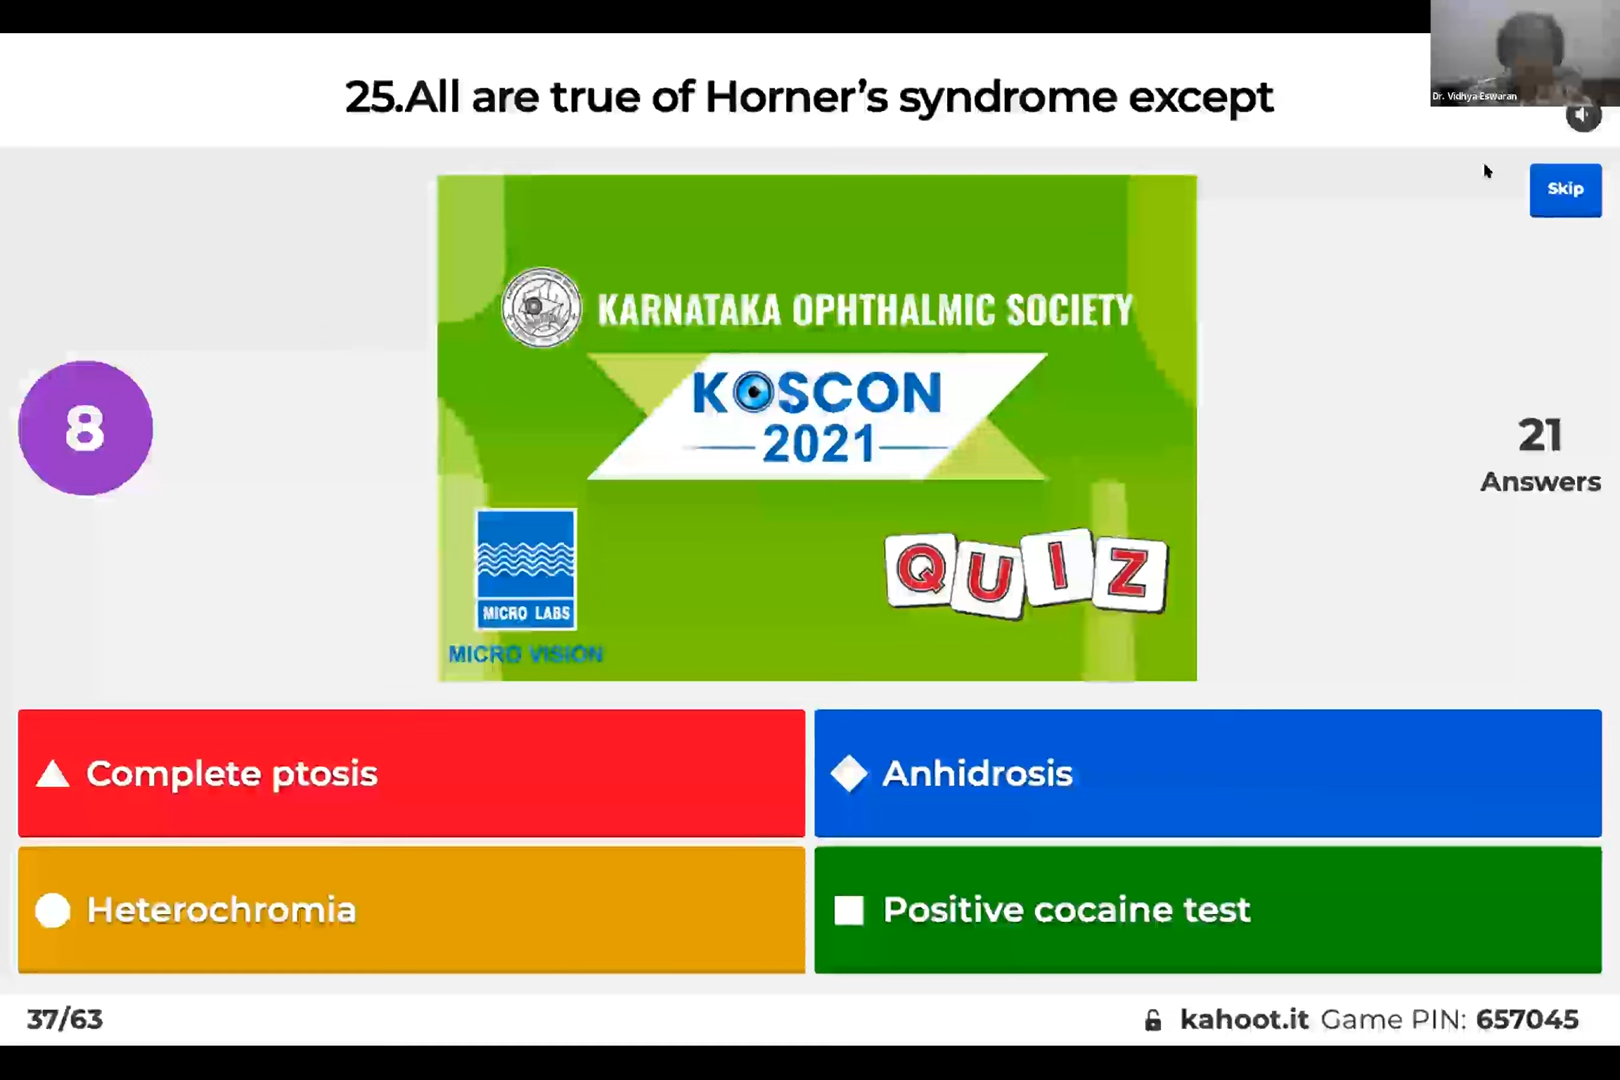 25.All are true of Horner's syndrome except
Dr. Vidhya Eswaran
Skip
KARNATAKA OPHTHALMIC SOCIETY
KOSCON
2021
8
21
Answers
MICRO LABS
MICRO VISION
QUIZ
Complete ptosis
Anhidrosis
Heterochromia
Positive cocaine test
37/63
kahoot.it Game PIN: 657045